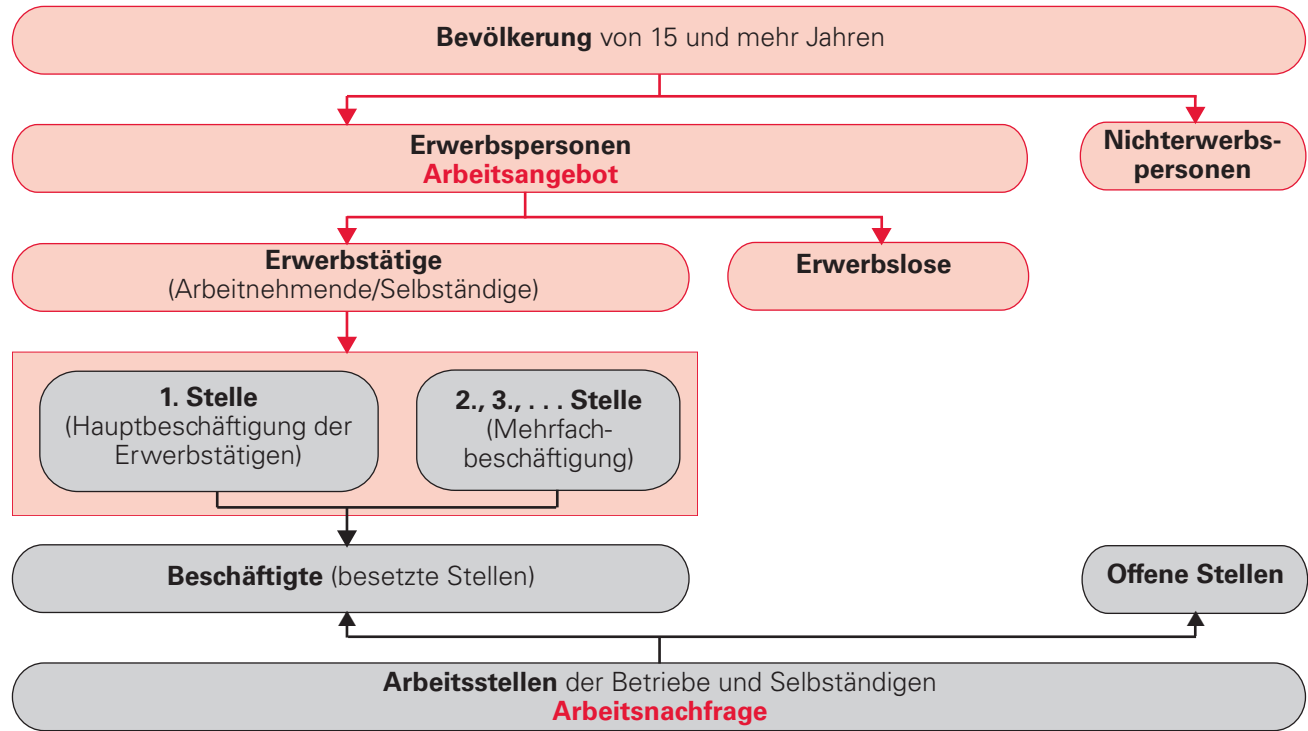 Bevölkerung von 15 und mehr Jahren
Erwerbspersonen
Arbeitsangebot
Nichterwerbs-
personen
Erwerbstätige
(Arbeitnehmende/Selbständige)
Erwerbslose
1. Stelle
(Hauptbeschäftigung der
Erwerbstätigen)
2., 3., . . . Stelle
(Mehrfach-
beschäftigung)
Beschäftigte (besetzte Stellen)
Offene Stellen
Arbeitsstellen der Betriebe und Selbständigen
Arbeitsnachfrage